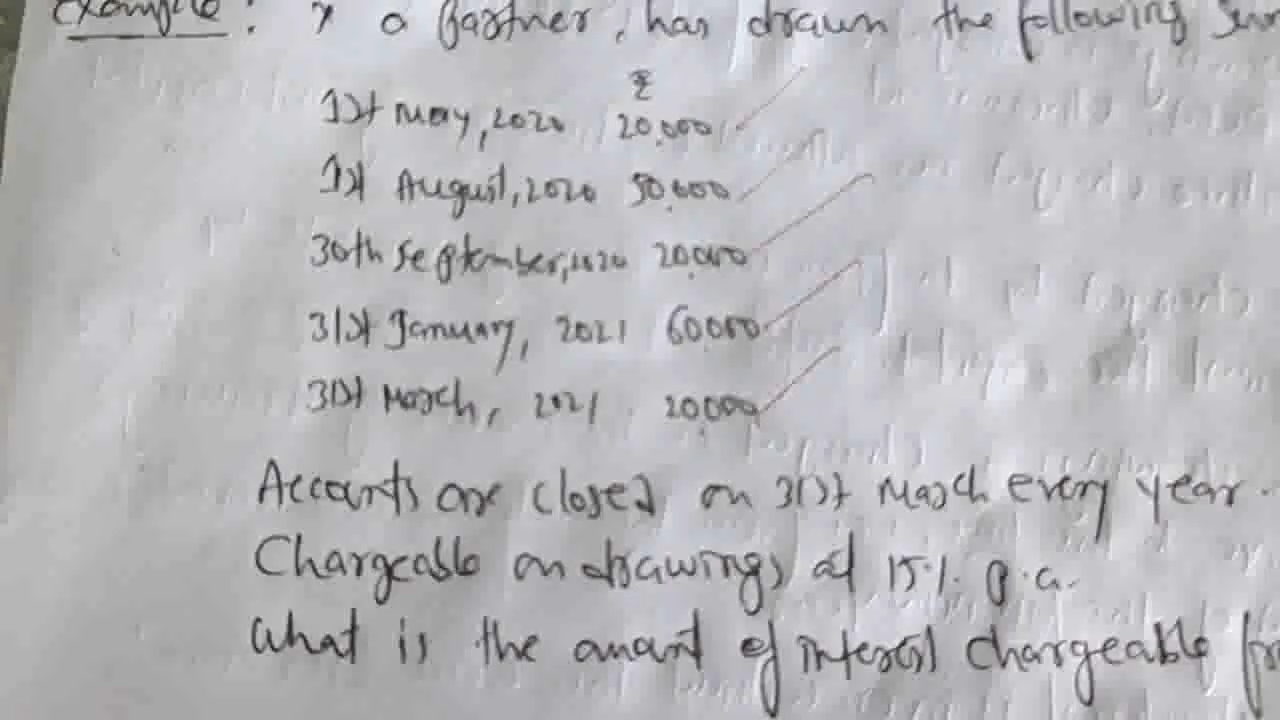 Example: Y a partner, has drawn the following
₹
1st May, 2020 20,000
1st August, 2020 50,000
30th September, 2020 20,000
31st January, 2021 60,000
31st March, 2021 20,000
Accounts are closed on 31st March every year.
Chargeable on drawings at 15% p.a.
What is the amount of interest chargeable